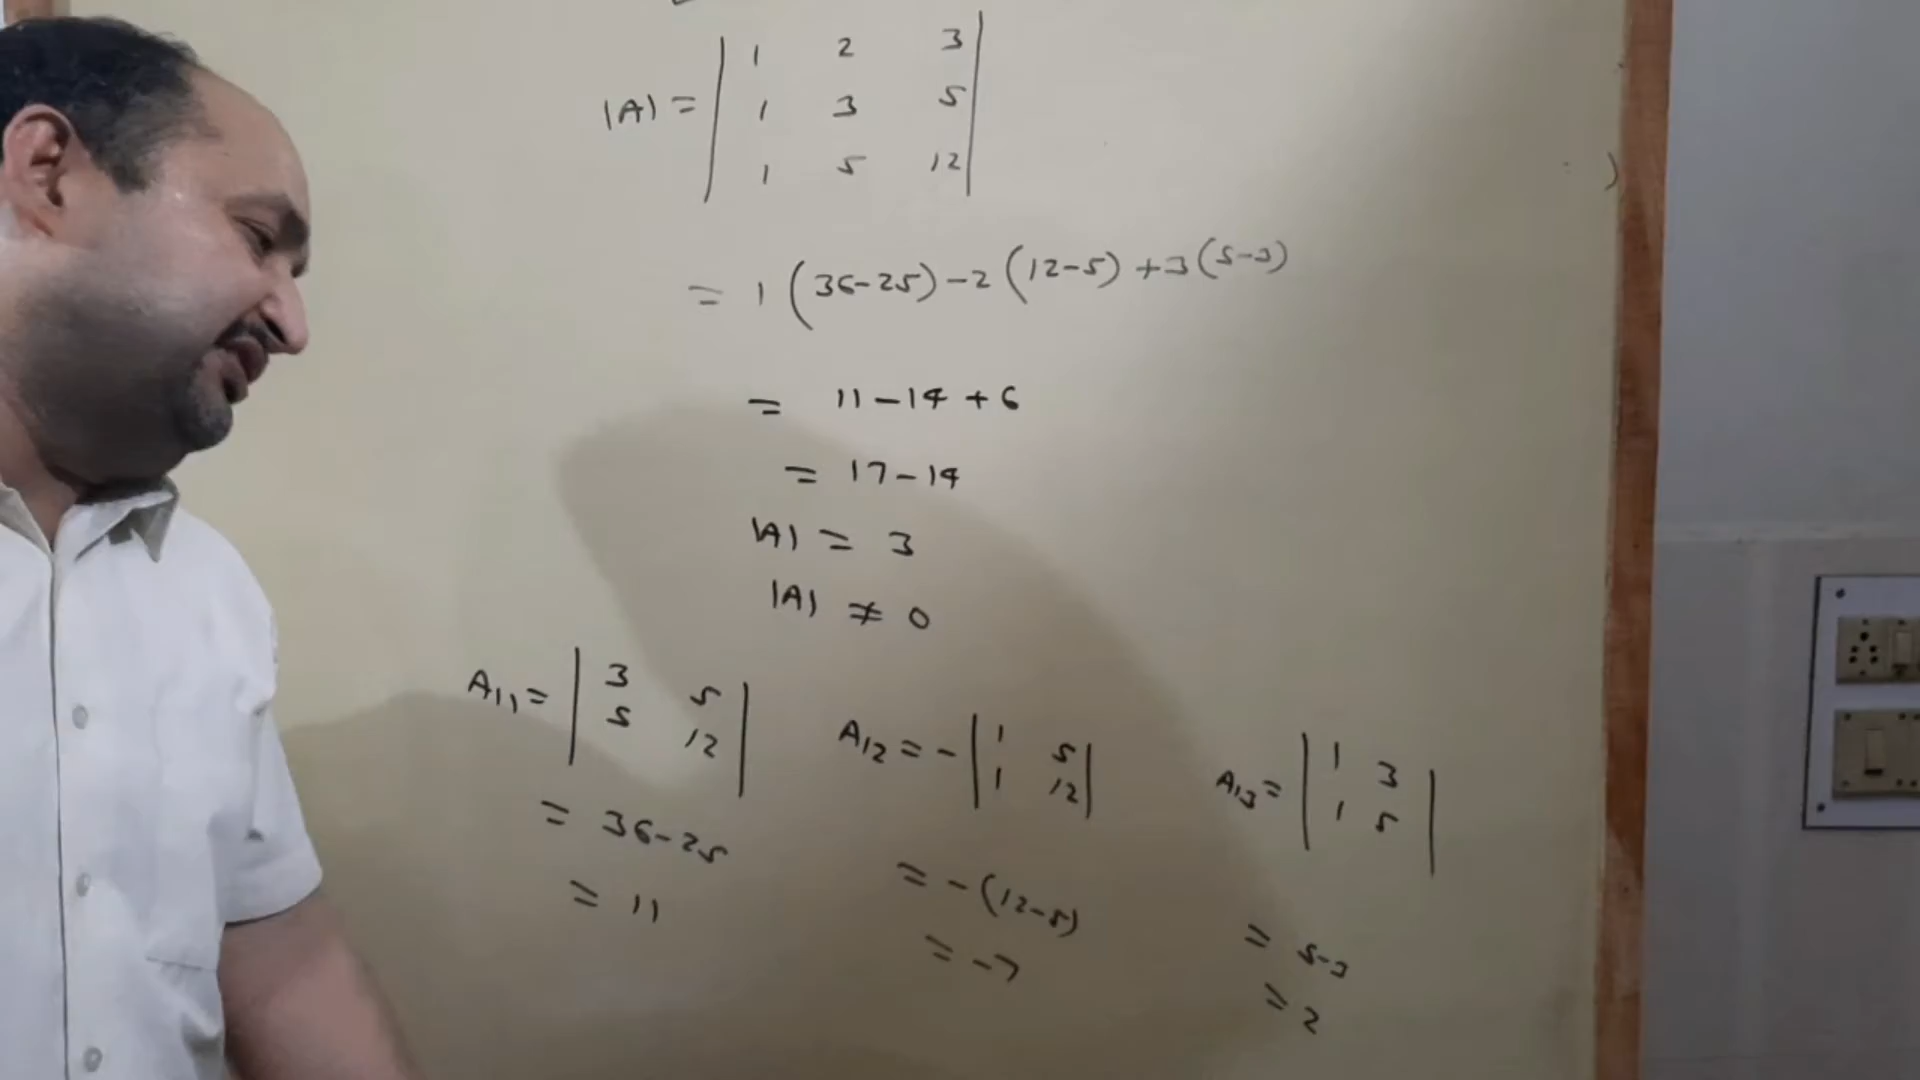 |A| = | 1 2 3 |
| 1 3 5 |
| 1 5 12 |
= 1 (36-25) -2 (12-5) +3 (5-3)
= 11 - 14 + 6
= 17 - 14
|A| = 3
|A| ≠ 0
A11 = | 3 5 |
| 5 12 |
= 36-25
= 11
A12 = - | 1 5 |
| 1 12 |
= -(12-5)
= -7
A13 = | 1 3 |
| 1 5 |
= 5-3
= 2